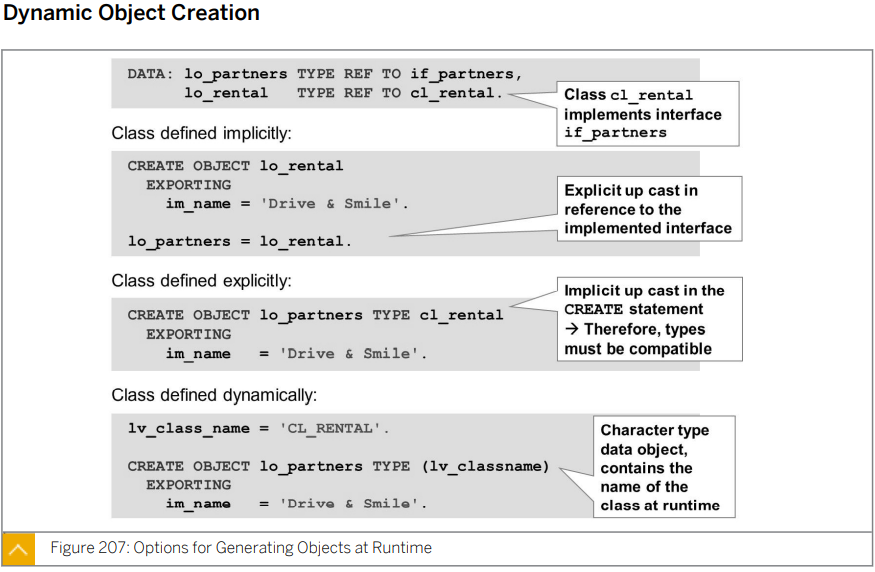 Dynamic Object Creation
DATA: lo_partners TYPE REF TO if_partners,
lo_rental TYPE REF TO cl_rental.
Class cl_rental
implements interface
if_partners
Class defined implicitly:
CREATE OBJECT lo_rental
EXPORTING
im_name = 'Drive & Smile'.
lo_partners = lo_rental.
Explicit up cast in
reference to the
implemented interface
Class defined explicitly:
CREATE OBJECT lo_partners TYPE cl_rental
EXPORTING
im_name = 'Drive & Smile'.
Implicit up cast in the
CREATE statement
→ Therefore, types
must be compatible
Class defined dynamically:
lv_class_name = 'CL_RENTAL'.
CREATE OBJECT lo_partners TYPE (lv_classname)
EXPORTING
im_name = 'Drive & Smile'.
Character type
data object,
contains the
name of the
class at runtime
Figure 207: Options for Generating Objects at Runtime